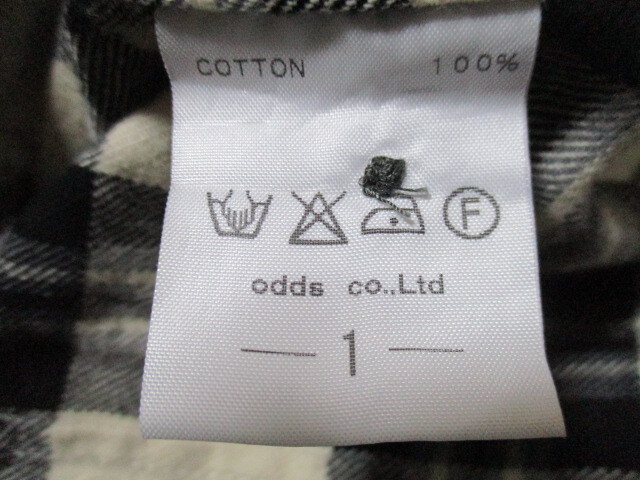 COTTON 100%
F
odds co.,Ltd
1